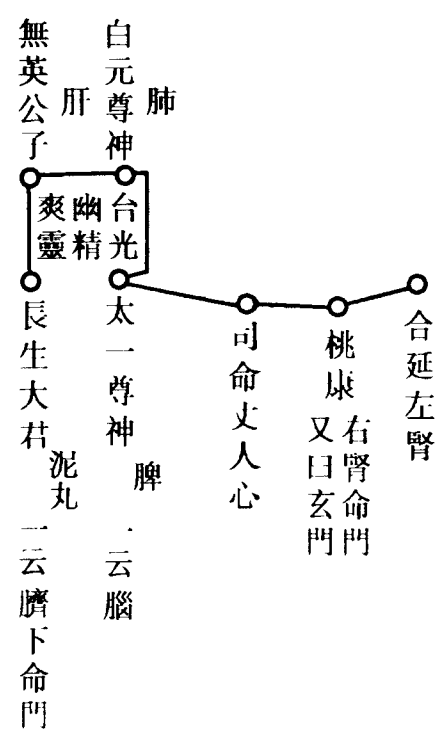 合延左腎
桃康
右腎命門
又曰玄門
司命丈人心
白元尊神
肺
台光
太一尊神
脾
一云腦
幽精
無英公子
肝
爽靈
長生大君
泥丸
一云臍下命門